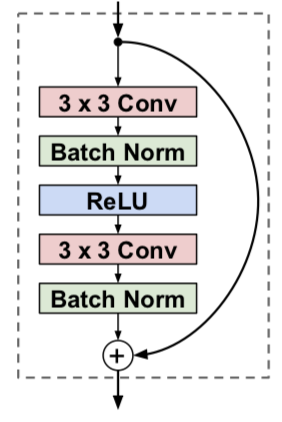 3 x 3 Conv
Batch Norm
ReLU
3 x 3 Conv
Batch Norm
+